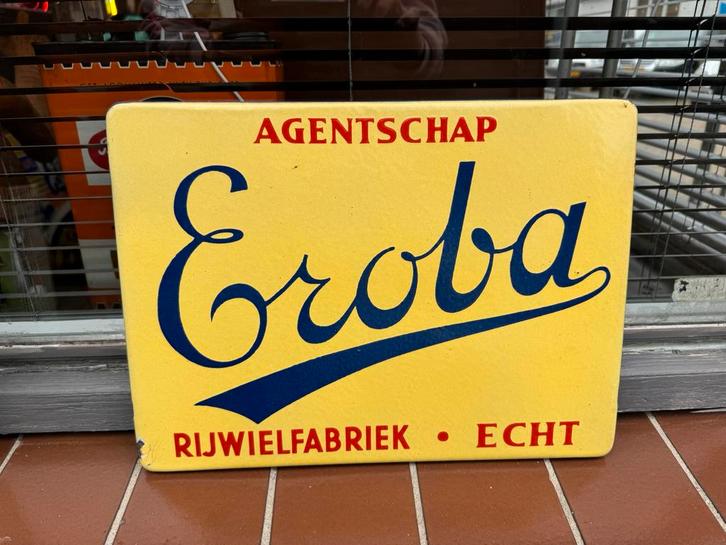 AGENTSCHAP
Eroba
RIJWIELFABRIEK • ECHT